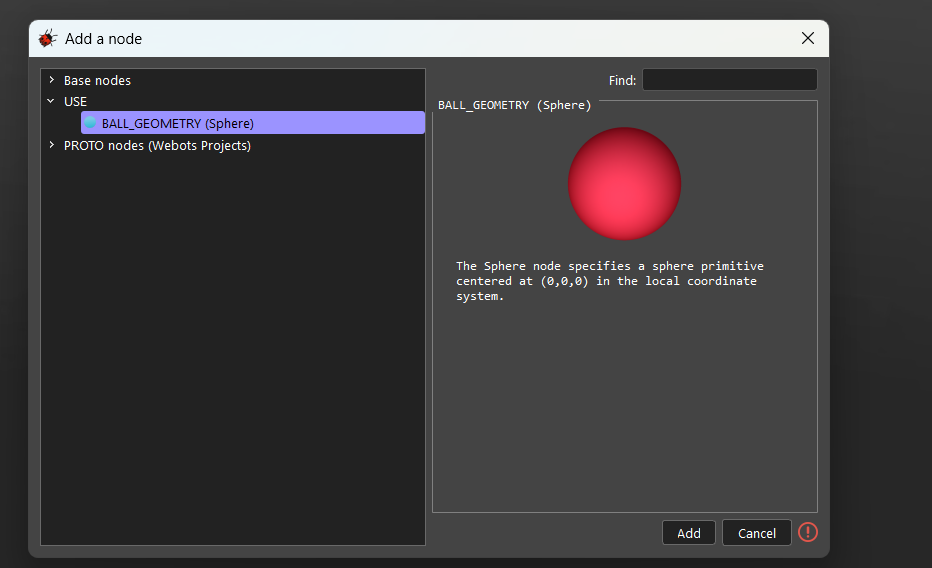 Add a node
Base nodes
USE
BALL_GEOMETRY (Sphere)
PROTO nodes (Webots Projects)
Find:
BALL_GEOMETRY (Sphere)
The Sphere node specifies a sphere primitive
centered at (0,0,0) in the local coordinate
system.
Add
Cancel